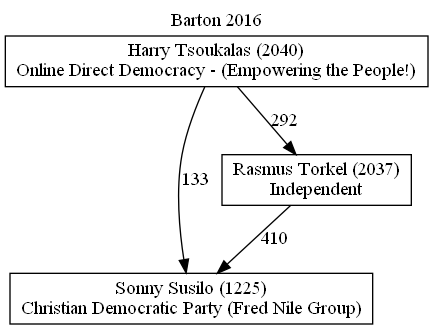 Barton 2016
Harry Tsoukalas (2040)
Online Direct Democracy - (Empowering the People!)
292
Rasmus Torkel (2037)
Independent
133
410
Sonny Susilo (1225)
Christian Democratic Party (Fred Nile Group)